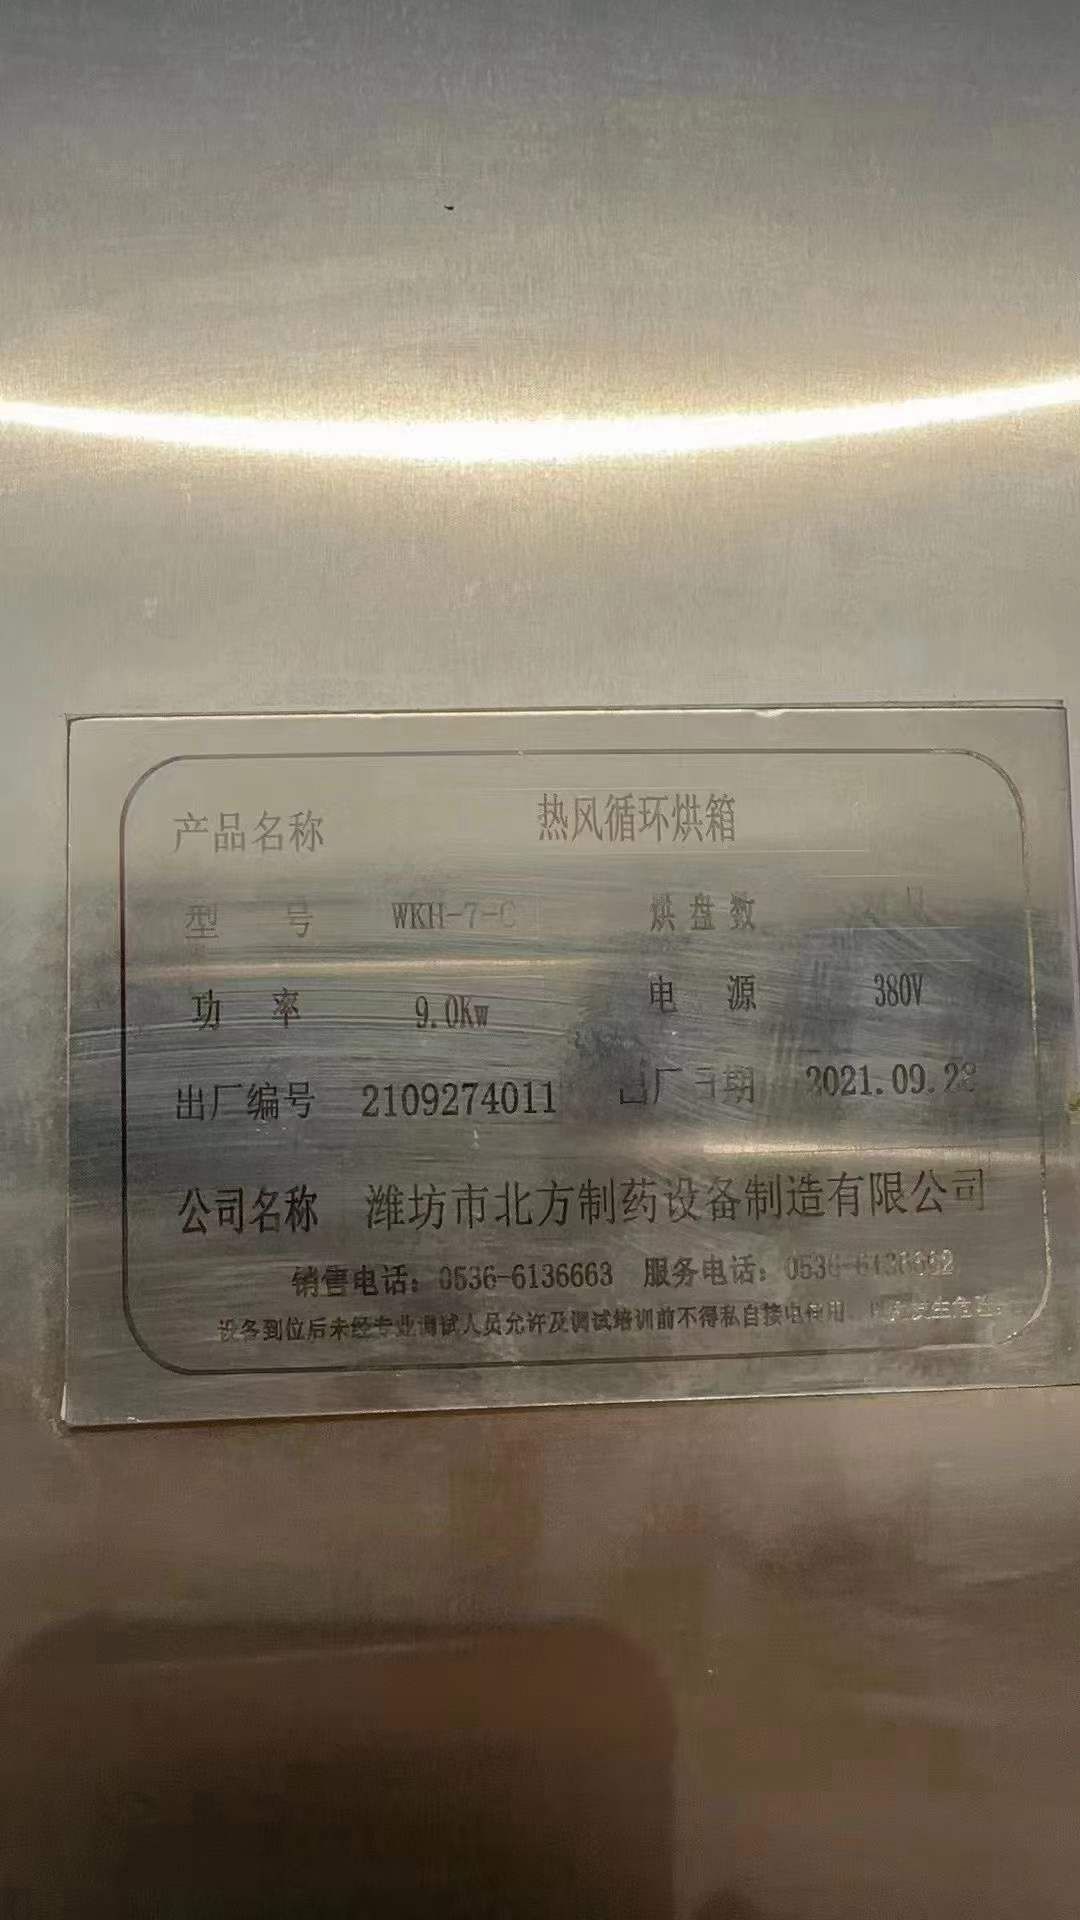 产品名称 热风循环烘箱
型 号 WKH-7-C 烘盘数
功 率 9.0Kw 电 源 380V
出厂编号 2109274011 出厂日期
公司名称 潍坊市北方制药设备制造有限公司
销售电话：0536-6136663 服务电话：
设备到位后未经专业调试人员允许及调试培训前不得私自接电使用，